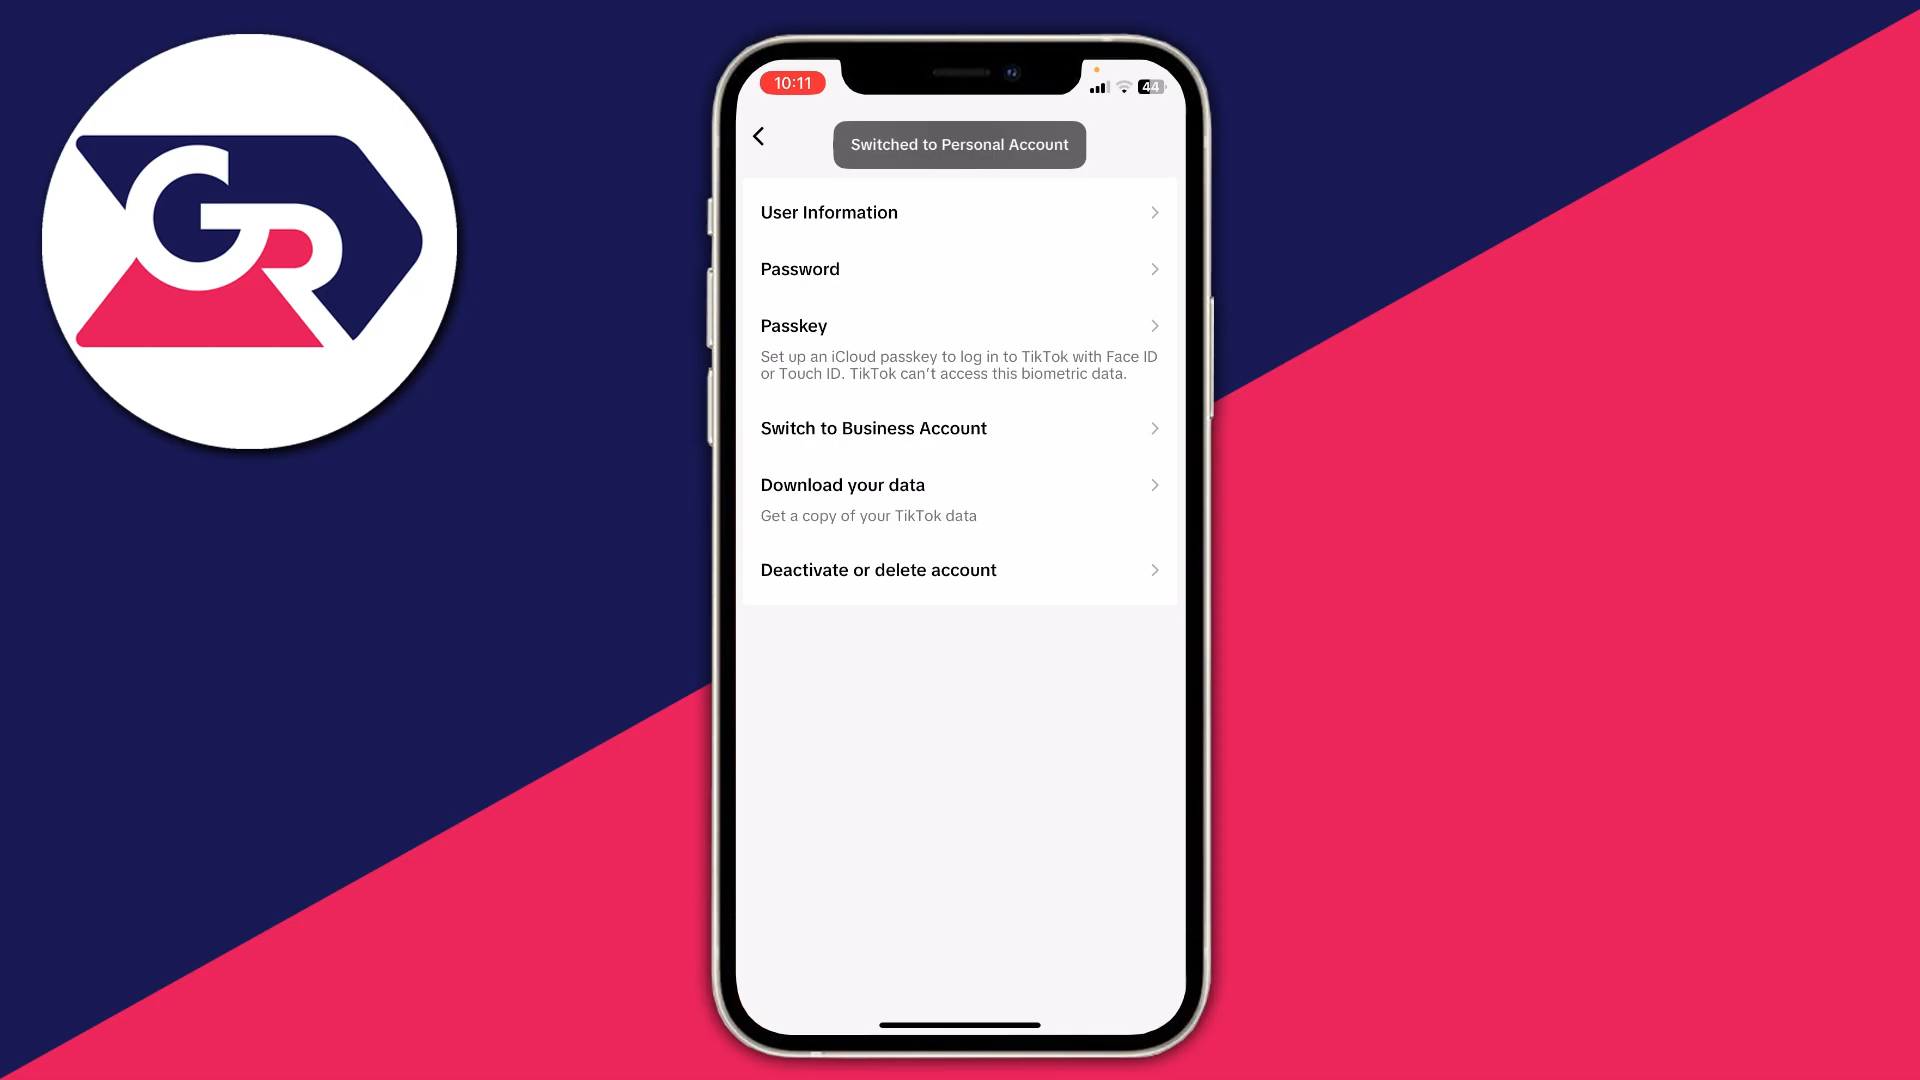 GR
10:11
44
Switched to Personal Account
User Information
Password
Passkey
Set up an iCloud passkey to log in to TikTok with Face ID
or Touch ID. TikTok can’t access this biometric data.
Switch to Business Account
Download your data
Get a copy of your TikTok data
Deactivate or delete account